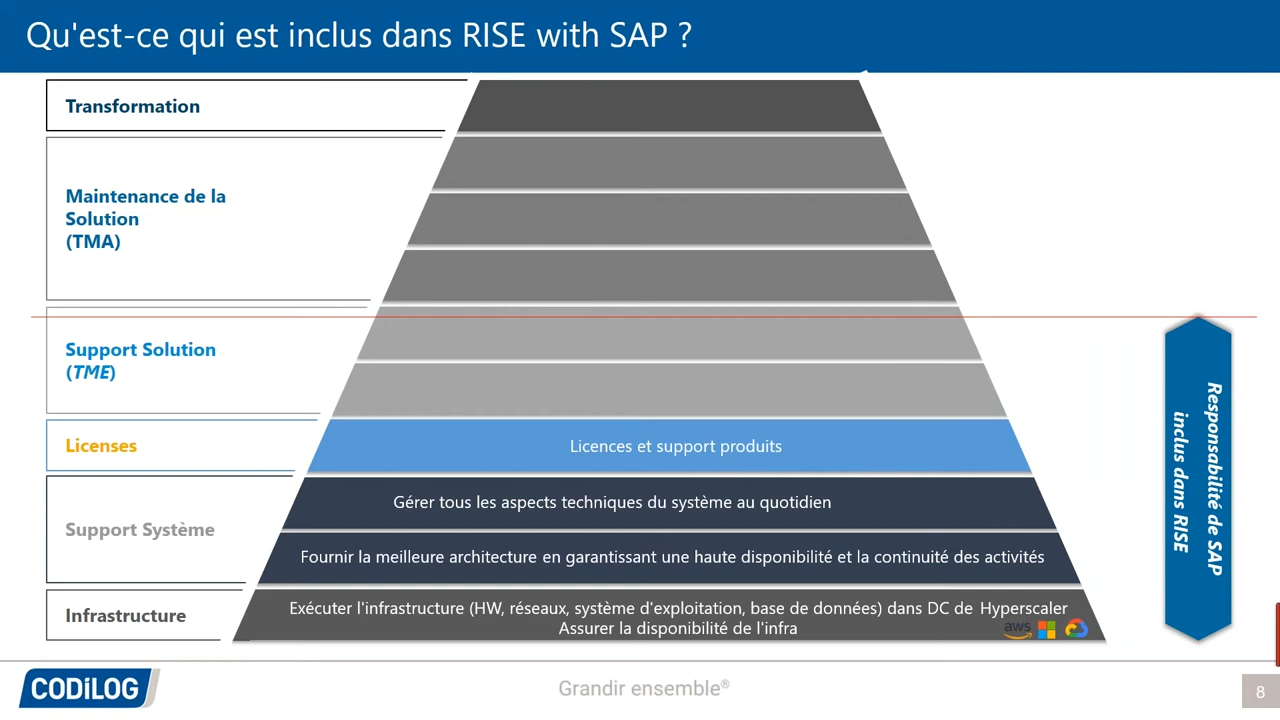 Qu'est-ce qui est inclus dans RISE with SAP ?
Transformation
Maintenance de la
Solution
(TMA)
Support Solution
(TME)
Licenses
Licences et support produits
Support Système
Gérer tous les aspects techniques du système au quotidien
Fournir la meilleure architecture en garantissant une haute disponibilité et la continuité des activités
Infrastructure
Exécuter l'infrastructure (HW, réseaux, système d'exploitation, base de données) dans DC de Hyperscaler
Assurer la disponibilité de l'infra
aws
Responsabilité de SAP
inclus dans RISE
CODiLOG
Grandir ensemble®
8